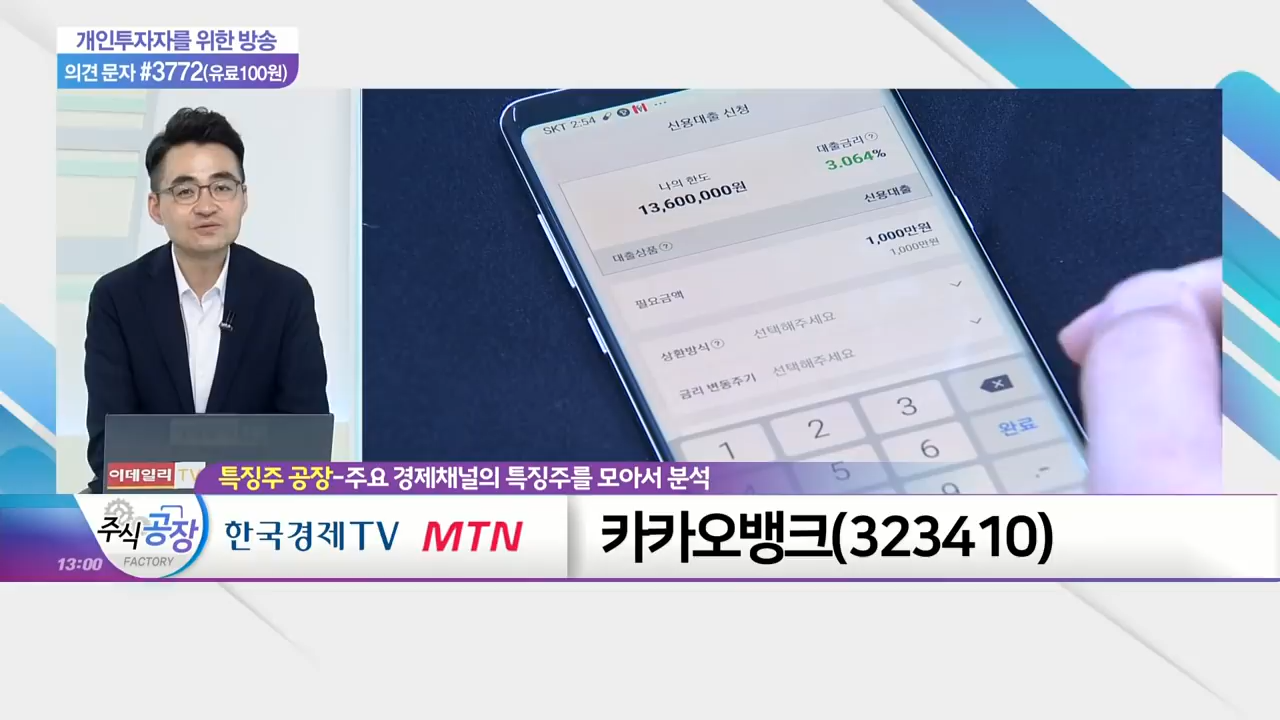 개인투자자를 위한 방송
의견 문자 #3772(유료100원)
SKT 2:54
신용대출 신청
나의 한도
13,600,000원
대출금리
3.064%
대출상품
신용대출
필요금액
1,000만원
1,000만원
상환방식
선택해주세요
금리 변동주기
선택해주세요
1 2 3
5 6 완료
9
이데일리 TV
특징주 공장-주요 경제채널의 특징주를 모아서 분석
13:00
주식공장
FACTORY
한국경제TV
MTN
카카오뱅크(323410)